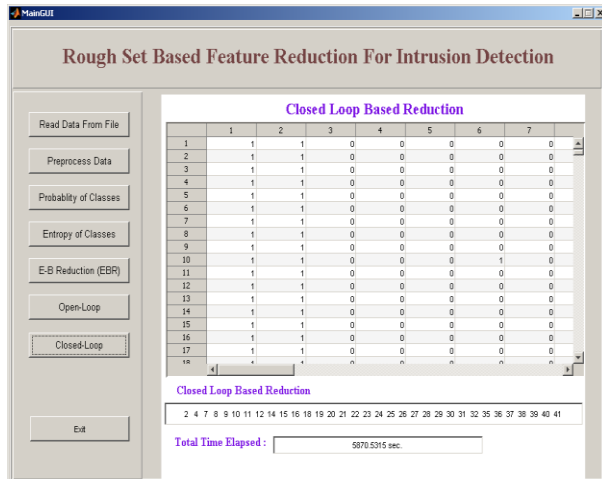 MainGUI
Rough Set Based Feature Reduction For Intrusion Detection
Read Data From File
Preprocess Data
Probablity of Classes
Entropy of Classes
E-B Reduction (EBR)
Open-Loop
Closed-Loop
Exit
Closed Loop Based Reduction
1 2 3 4 5 6 7
1 1 1 0 0 0 0 0
2 1 1 0 0 0 0 0
3 1 1 0 0 0 0 0
4 1 1 0 0 0 0 0
5 1 1 0 0 0 0 0
6 1 1 0 0 0 0 0
7 1 1 0 0 0 0 0
8 1 1 0 0 0 0 0
9 1 1 0 0 0 0 0
10 1 1 0 0 0 1 0
11 1 1 0 0 0 0 0
12 1 1 0 0 0 0 0
13 1 1 0 0 0 0 0
14 1 1 0 0 0 0 0
15 1 1 0 0 0 0 0
16 1 1 0 0 0 0 0
17 1 1 0 0 0 0 0
18 1 1 0 0 0 0 0
Closed Loop Based Reduction
2 4 7 8 9 10 11 12 14 15 16 18 19 20 21 22 23 24 25 26 27 28 29 30 31 32 35 36 37 38 39 40 41
Total Time Elapsed :
5870.5315 sec.